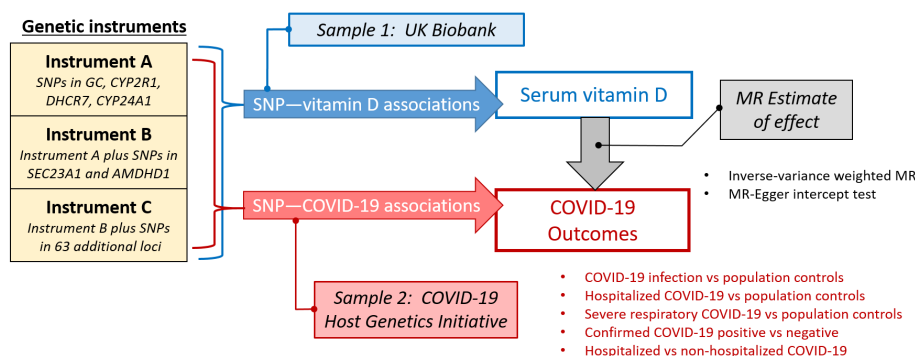 Genetic instruments
Instrument A
SNPs in GC, CYP2R1,
DHCR7, CYP24A1
Instrument B
Instrument A plus SNPs in
SEC23A1 and AMDHD1
Instrument C
Instrument B plus SNPs
in 63 additional loci
Sample 1: UK Biobank
SNP—vitamin D associations
Serum vitamin D
MR Estimate
of effect
• Inverse-variance weighted MR
• MR-Egger intercept test
SNP—COVID-19 associations
COVID-19
Outcomes
Sample 2: COVID-19
Host Genetics Initiative
• COVID-19 infection vs population controls
• Hospitalized COVID-19 vs population controls
• Severe respiratory COVID-19 vs population controls
• Confirmed COVID-19 positive vs negative
• Hospitalized vs non-hospitalized COVID-19